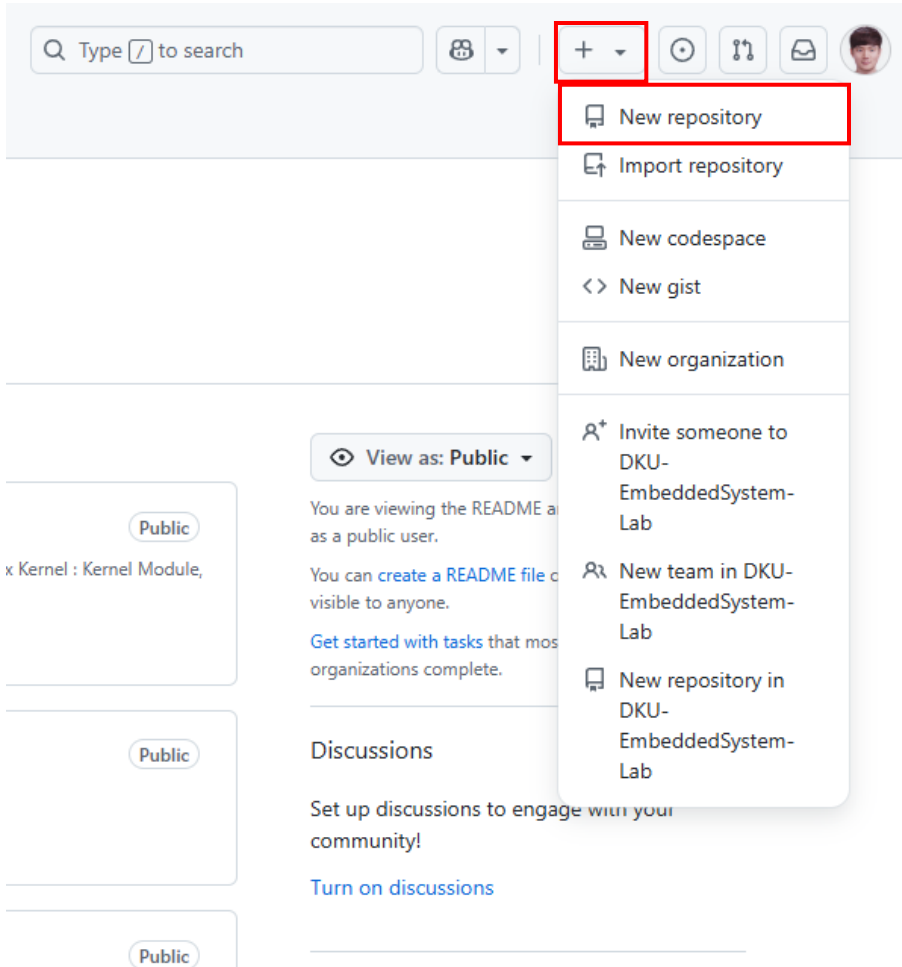 Type / to search
New repository
Import repository
New codespace
New gist
New organization
Invite someone to
DKU-
EmbeddedSystem-
Lab
New team in DKU-
EmbeddedSystem-
Lab
New repository in
DKU-
EmbeddedSystem-
Lab
Public
x Kernel : Kernel Module,
Public
Public
View as: Public
You are viewing the README
as a public user.
You can create a README file
visible to anyone.
Get started with tasks that mos
organizations complete.
Discussions
Set up discussions to engage with your
community!
Turn on discussions